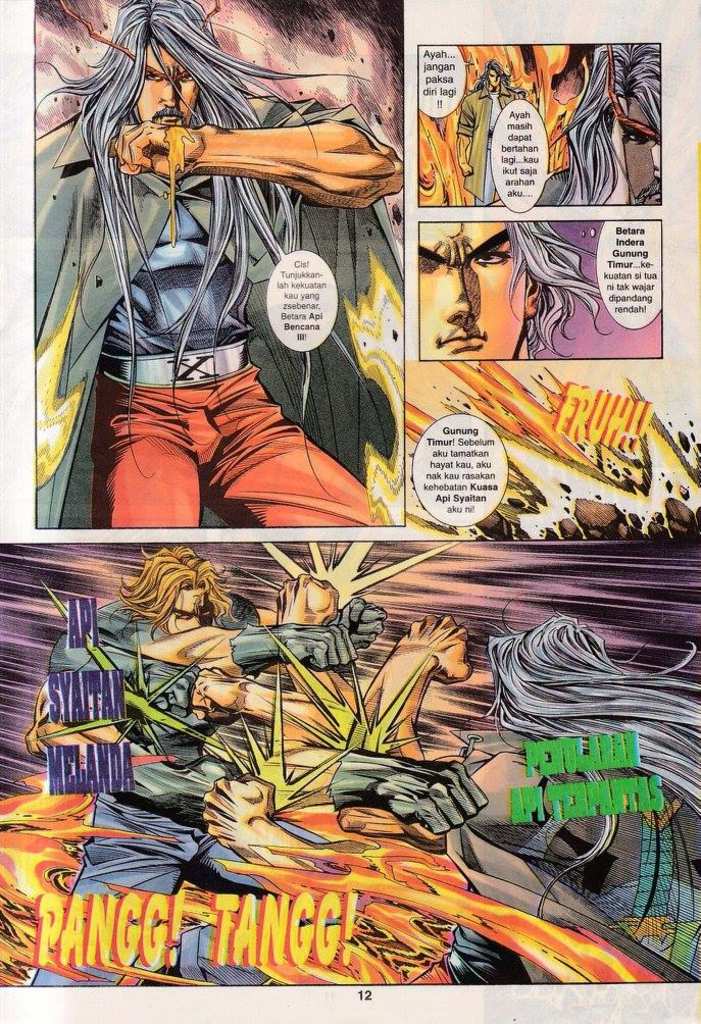 Cis!
Tunjukkan-
lah kekuatan
kau yang
zsebenar,
Betara Api
Bencana
III!
Ayah...
jangan
paksa
diri lagi
!!
Ayah
masih
dapat
bertahan
lagi...kau
ikut saja
arahan
aku....
Betara
Indera
Gunung
Timur...ke-
kuatan si tua
ni tak wajar
dipandang
rendah!
FRUH!!
Gunung
Timur! Sebelum
aku tamatkan
hayat kau, aku
nak kau rasakan
kehebatan Kuasa
Api Syaitan
aku ni!
API
SYAITAN
MELANDA
API TERPINTAS
PANGG! TANGG!
12
X